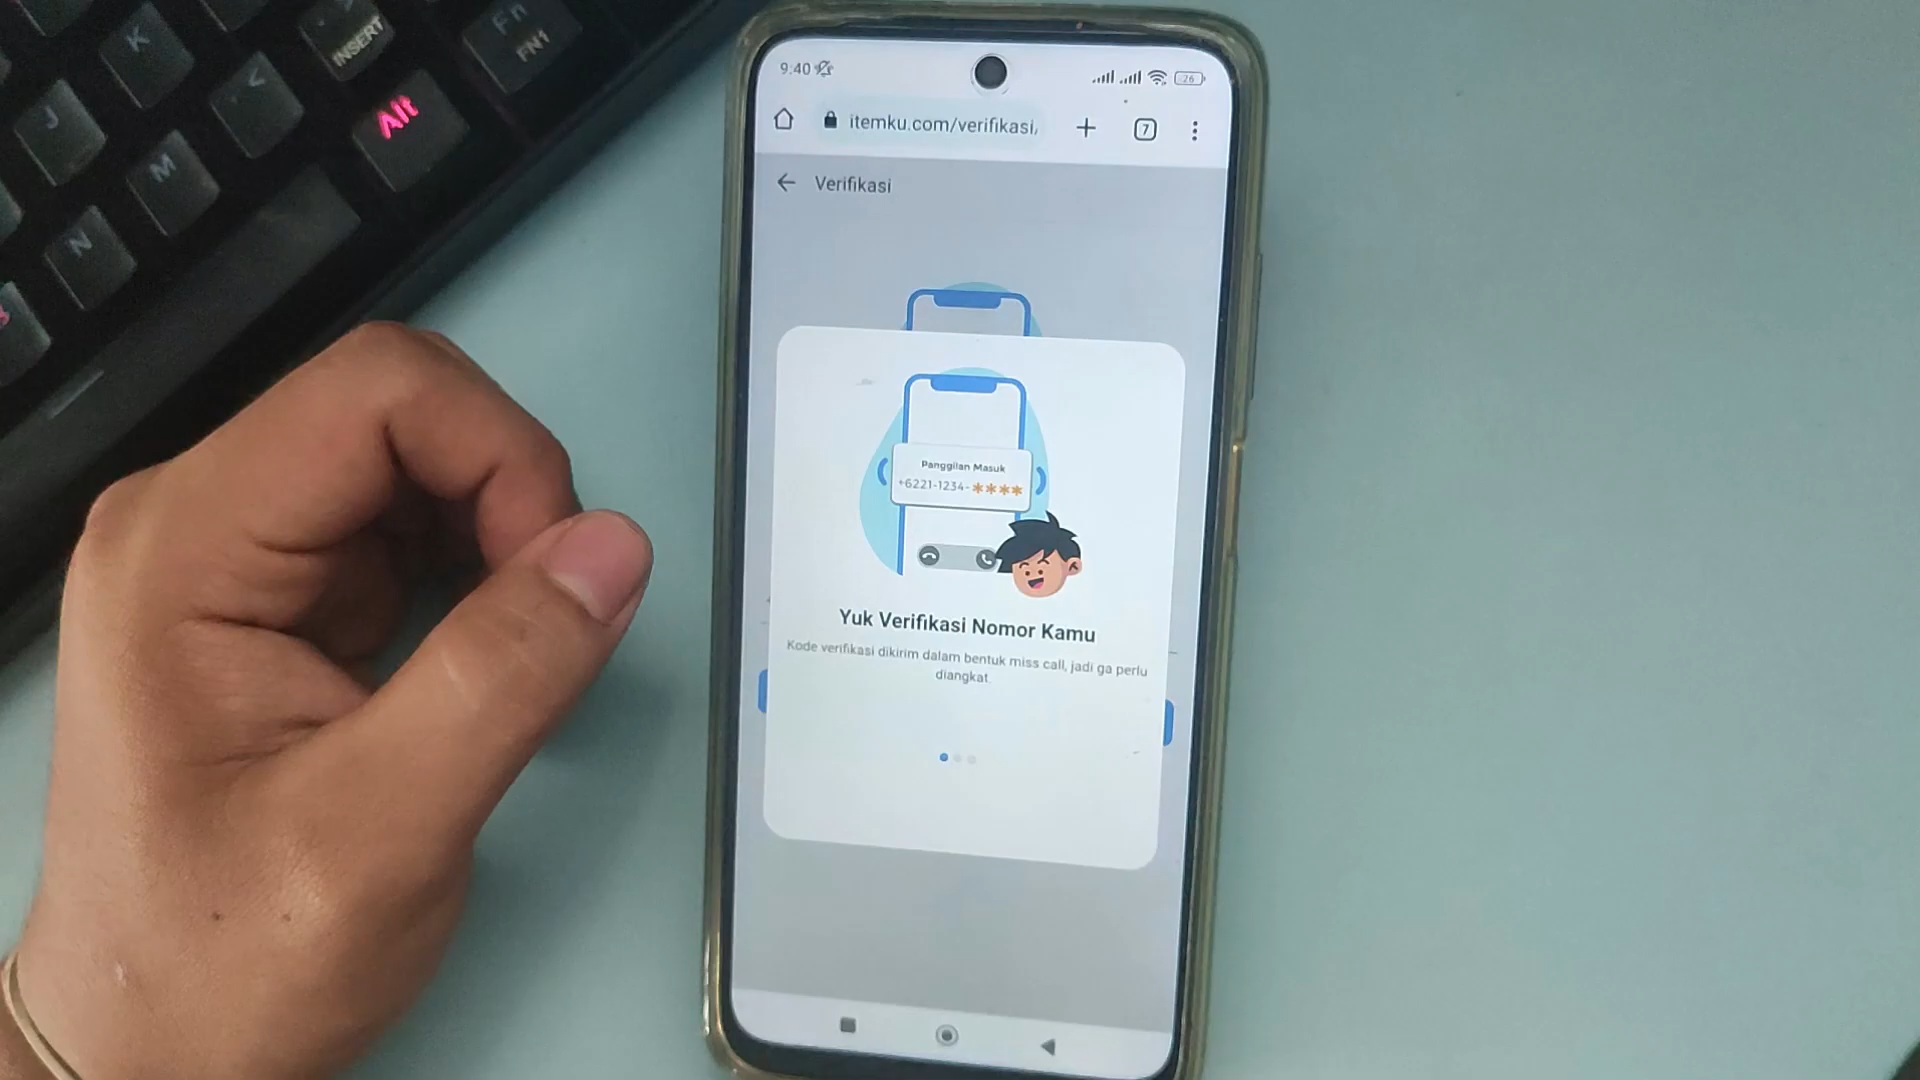 K
INSERT
Fn
FN1
J
<
Alt
M
N
9:40
26
itemku.com/verifikasi/
7
Verifikasi
Panggilan Masuk
+6221-1234-✱✱✱✱
Yuk Verifikasi Nomor Kamu
Kode verifikasi dikirim dalam bentuk miss call, jadi ga perlu
diangkat.